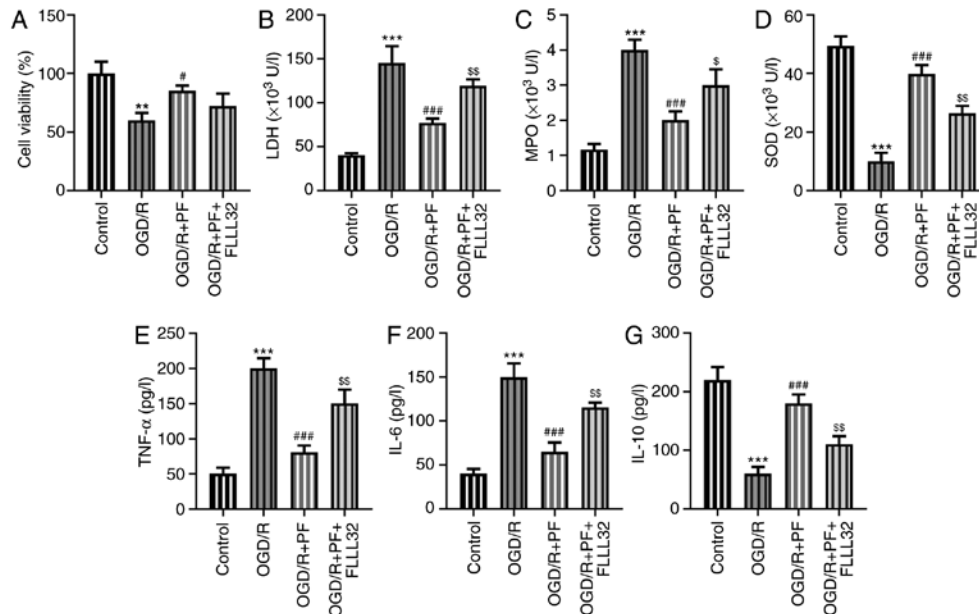 A
Cell viability (%)
150
100
50
0
**
#
Control
OGD/R
OGD/R+PF
OGD/R+PF+
FLLL32
B
LDH (×10³ U/l)
200
150
100
50
0
***
###
$$
Control
OGD/R
OGD/R+PF
OGD/R+PF+
FLLL32
C
MPO (×10³ U/l)
5
4
3
2
1
0
***
###
$
Control
OGD/R
OGD/R+PF
OGD/R+PF+
FLLL32
D
SOD (×10³ U/l)
60
40
20
0
***
###
$$
Control
OGD/R
OGD/R+PF
OGD/R+PF+
FLLL32
E
TNF-α (pg/l)
250
200
150
100
50
0
***
###
$$
Control
OGD/R
OGD/R+PF
OGD/R+PF+
FLLL32
F
IL-6 (pg/l)
200
150
100
50
0
***
###
$$
Control
OGD/R
OGD/R+PF
OGD/R+PF+
FLLL32
G
IL-10 (pg/l)
300
200
100
0
***
###
$$
Control
OGD/R
OGD/R+PF
OGD/R+PF+
FLLL32